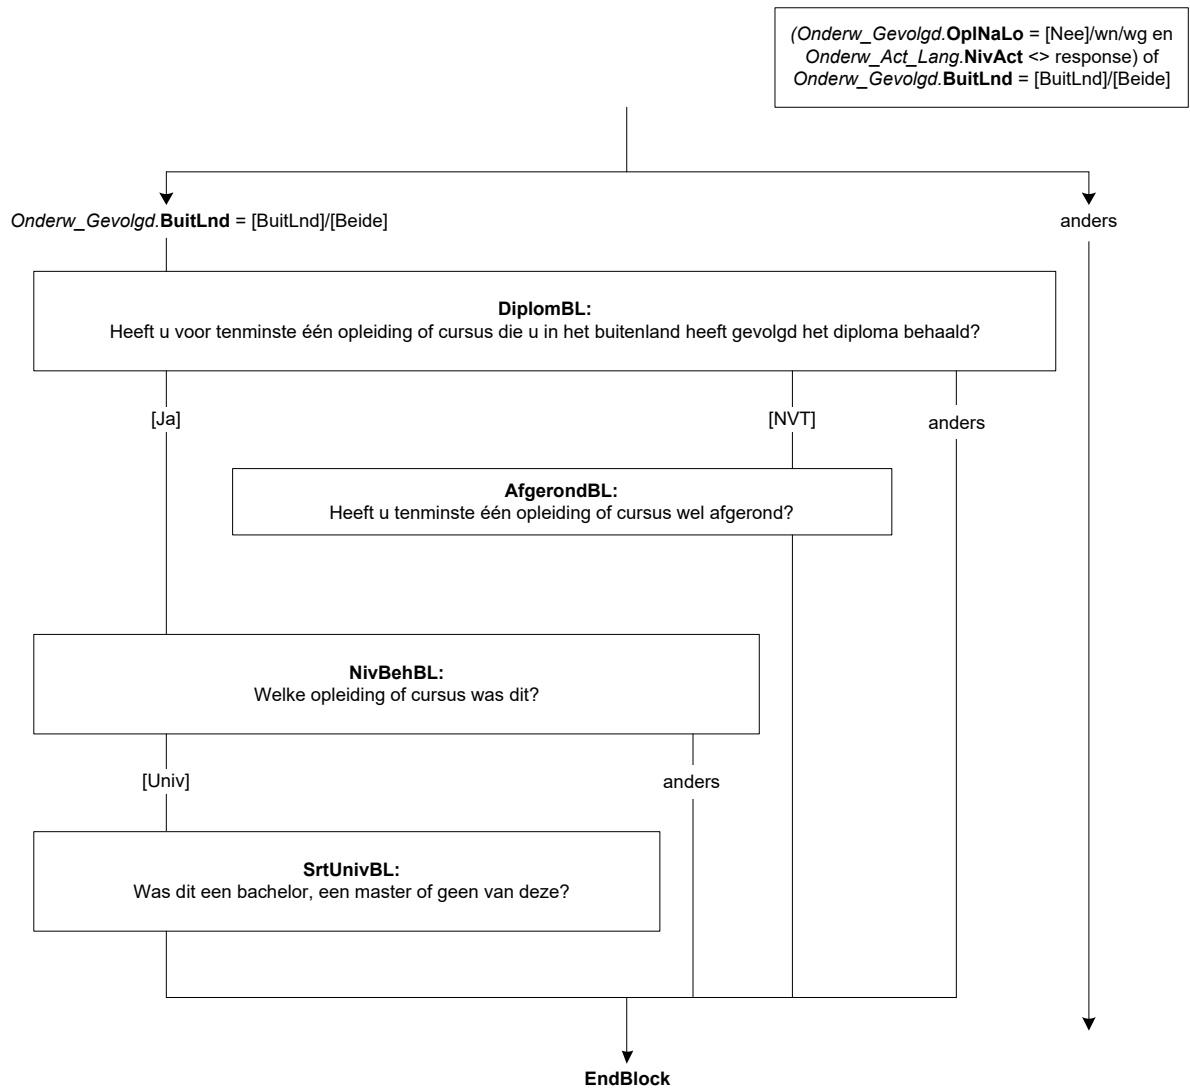 (Onderw_Gevolgd.OplNaLo = [Nee]/wn/wg en
Onderw_Act_Lang.NivAct <> response) of
Onderw_Gevolgd.BuitLnd = [BuitLnd]/[Beide]
Onderw_Gevolgd.BuitLnd = [BuitLnd]/[Beide]
anders
DiplomBL:
Heeft u voor tenminste één opleiding of cursus die u in het buitenland heeft gevolgd het diploma behaald?
[Ja]
[NVT]
anders
AfgerondBL:
Heeft u tenminste één opleiding of cursus wel afgerond?
NivBehBL:
Welke opleiding of cursus was dit?
[Univ]
anders
SrtUnivBL:
Was dit een bachelor, een master of geen van deze?
EndBlock